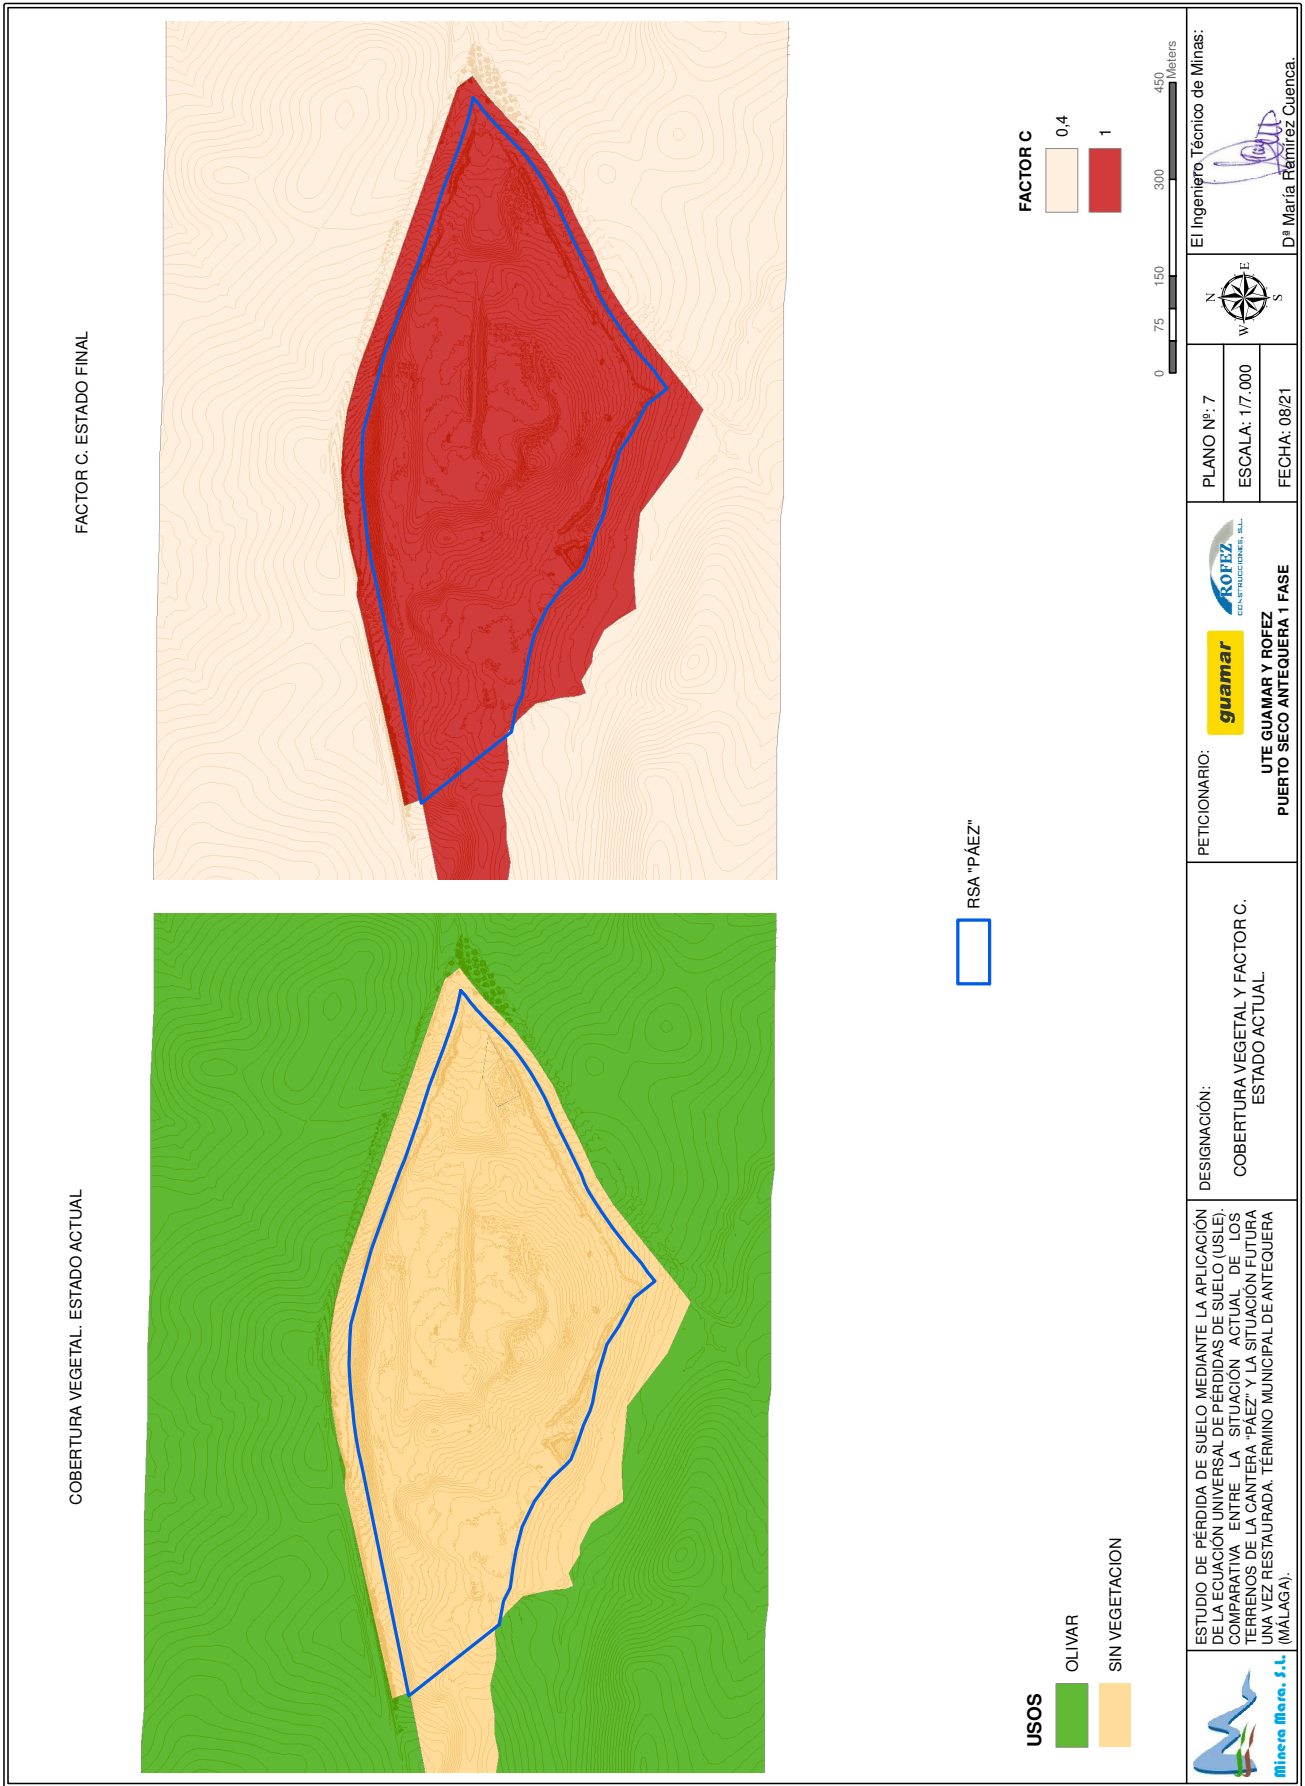 COBERTURA VEGETAL. ESTADO ACTUAL
FACTOR C. ESTADO FINAL
USOS
OLIVAR
SIN VEGETACION
RSA "PÁEZ"
FACTOR C
0,4
1
0 75 150 300 450
Meters
Minera Mara, S.L.
ESTUDIO DE PÉRDIDA DE SUELO MEDIANTE LA APLICACIÓN
DE LA ECUACIÓN UNIVERSAL DE PÉRDIDAS DE SUELO (USLE).
COMPARATIVA ENTRE LA SITUACIÓN ACTUAL DE LOS
TERRENOS DE LA CANTERA "PÁEZ" Y LA SITUACIÓN FUTURA
UNA VEZ RESTAURADA. TÉRMINO MUNICIPAL DE ANTEQUERA
(MÁLAGA).
DESIGNACIÓN:
COBERTURA VEGETAL Y FACTOR C.
ESTADO ACTUAL.
PETICIONARIO:
guamar
ROFEZ
CONSTRUCCIONES, S.L.
UTE GUAMAR Y ROFEZ
PUERTO SECO ANTEQUERA 1 FASE
PLANO Nº: 7
ESCALA: 1/7.000
FECHA: 08/21
N
W E
S
El Ingeniero Técnico de Minas:
Dª María Ramírez Cuenca.